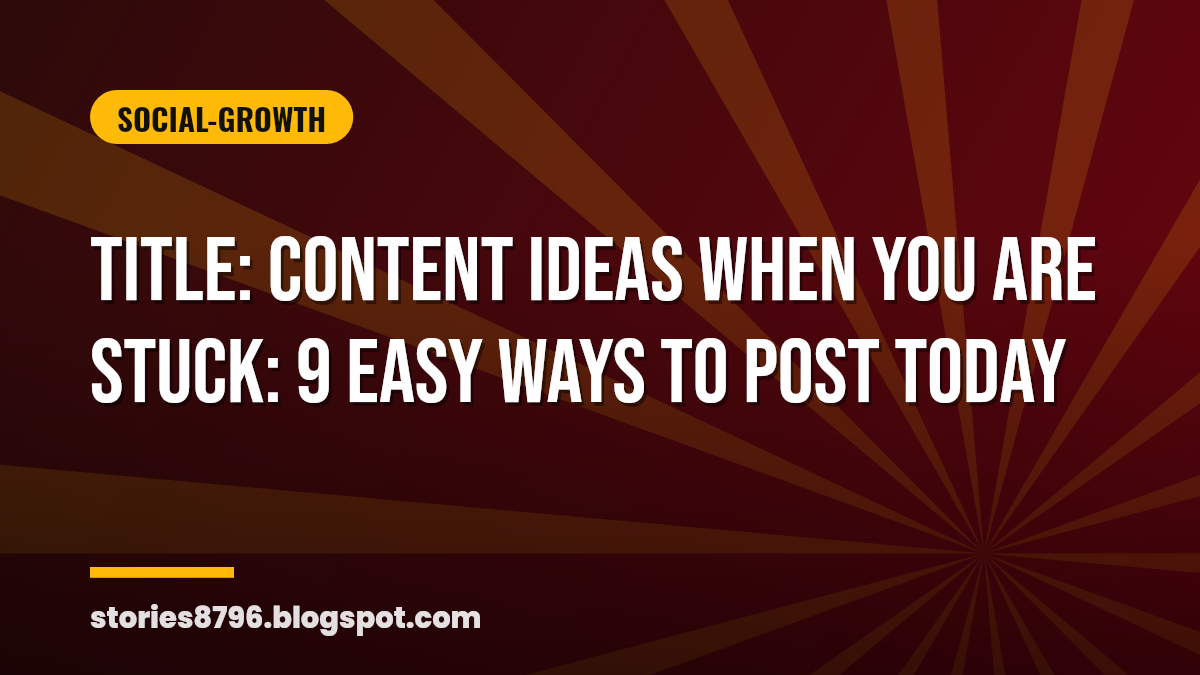 SOCIAL-GROWTH
TITLE: CONTENT IDEAS WHEN YOU ARE
STUCK: 9 EASY WAYS TO POST TODAY
stories8796.blogspot.com